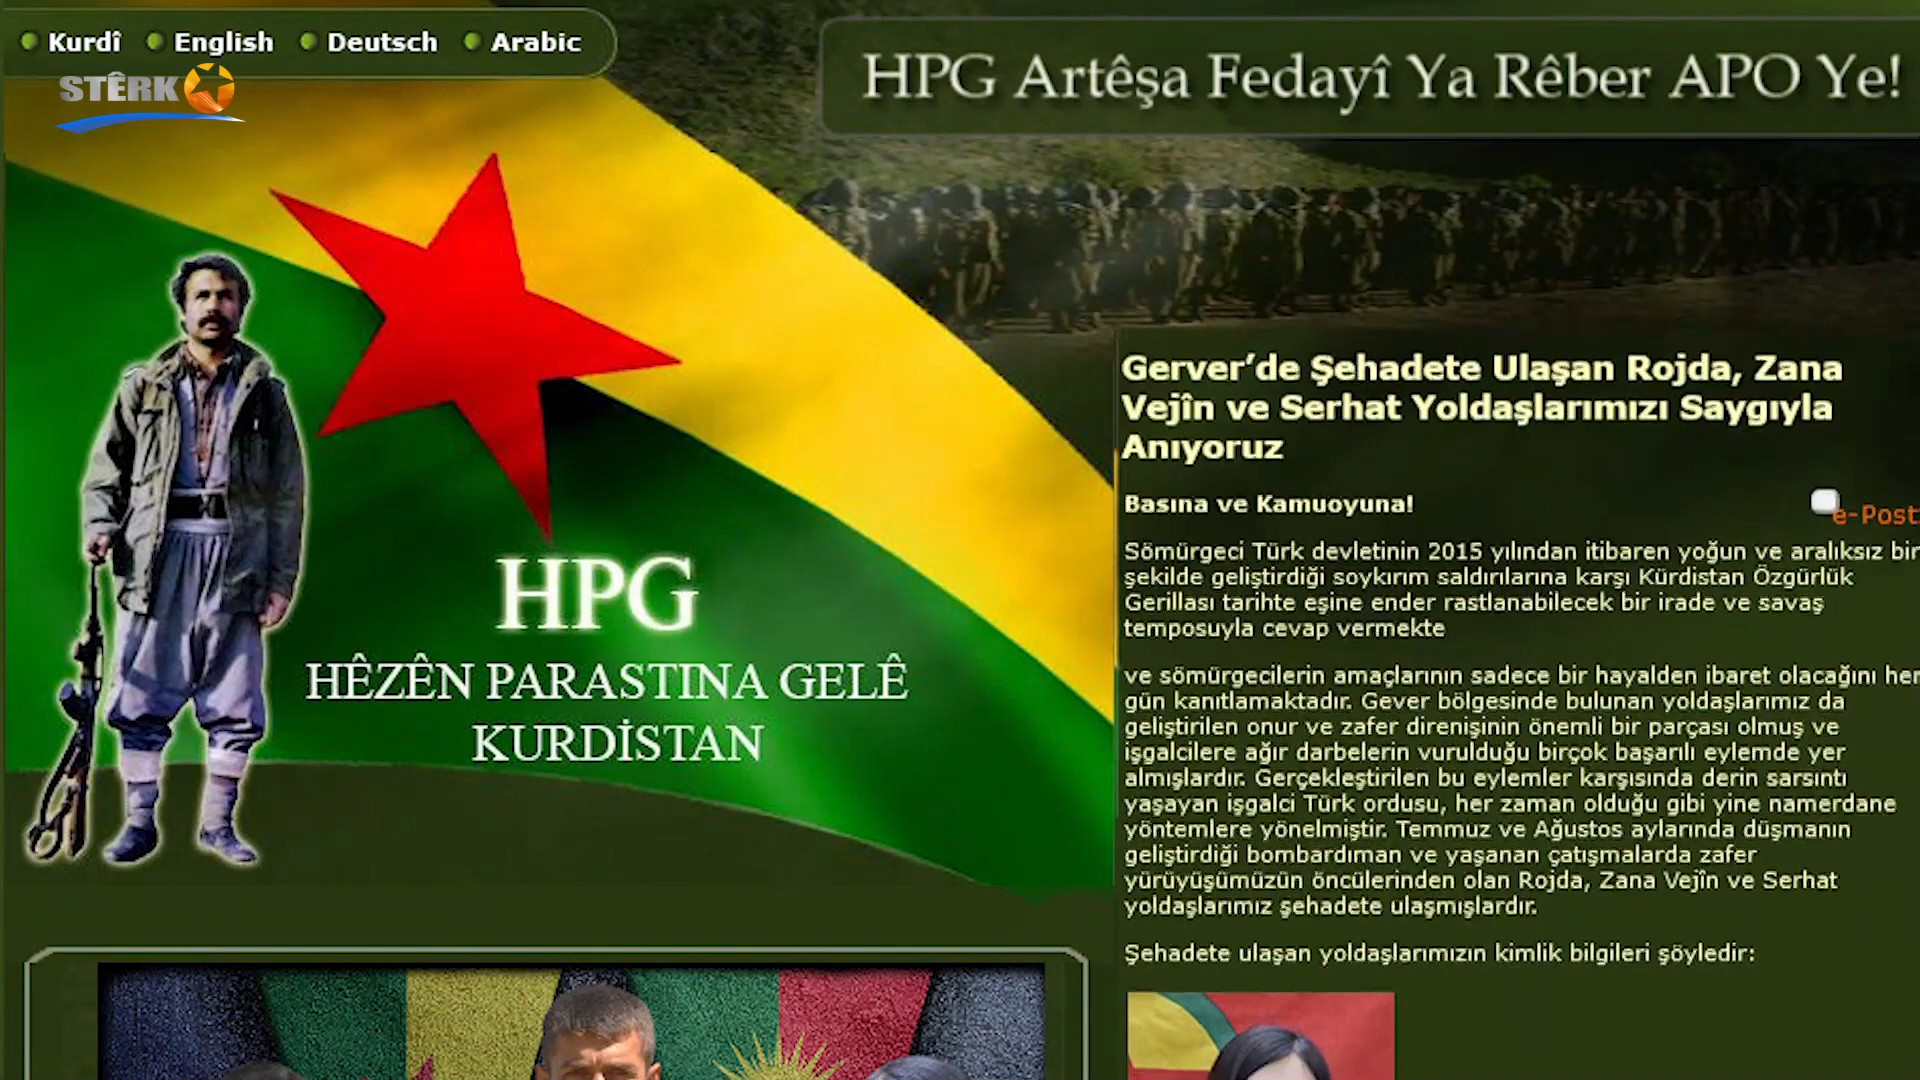 Kurdî English Deutsch Arabic
STÊRK
HPG Artêşa Fedayî Ya Rêber APO Ye!
HPG
HÊZÊN PARASTINA GELÊ
KURDİSTAN
Gerver’de Şehadete Ulaşan Rojda, Zana
Vejîn ve Serhat Yoldaşlarımızı Saygıyla
Anıyoruz
Basına ve Kamuoyuna!
e-Post
Sömürgeci Türk devletinin 2015 yılından itibaren yoğun ve aralıksız bir
şekilde geliştirdiği soykırım saldırılarına karşı Kürdistan Özgürlük
Gerillası tarihte eşine ender rastlanabilecek bir irade ve savaş
temposuyla cevap vermekte
ve sömürgecilerin amaçlarının sadece bir hayalden ibaret olacağını her
gün kanıtlamaktadır. Gever bölgesinde bulunan yoldaşlarımız da
geliştirilen onur ve zafer direnişinin önemli bir parçası olmuş ve
işgalcilere ağır darbelerin vurulduğu birçok başarılı eylemde yer
almışlardır. Gerçekleştirilen bu eylemler karşısında derin sarsıntı
yaşayan işgalci Türk ordusu, her zaman olduğu gibi yine namerdane
yöntemlere yönelmiştir. Temmuz ve Ağustos aylarında düşmanın
geliştirdiği bombardıman ve yaşanan çatışmalarda zafer
yürüyüşümüzün öncülerinden olan Rojda, Zana Vejîn ve Serhat
yoldaşlarımız şehadete ulaşmışlardır.
Şehadete ulaşan yoldaşlarımızın kimlik bilgileri şöyledir: